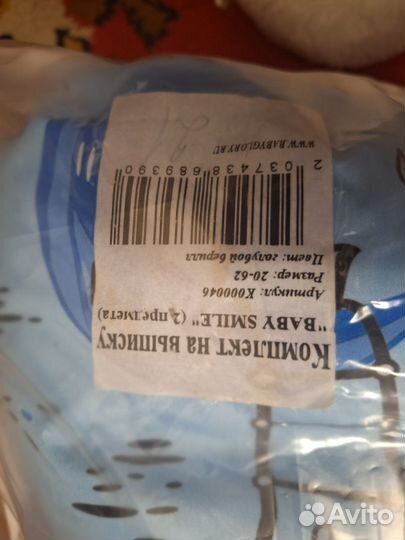 Комплект на выписку
"BABY SMILE" (2 предмета)
Артикул: К000046
Размер: 20-62
Цвет: голубой берилл
2 037438 689390
WWW.BABYGLORY.RU
Avito